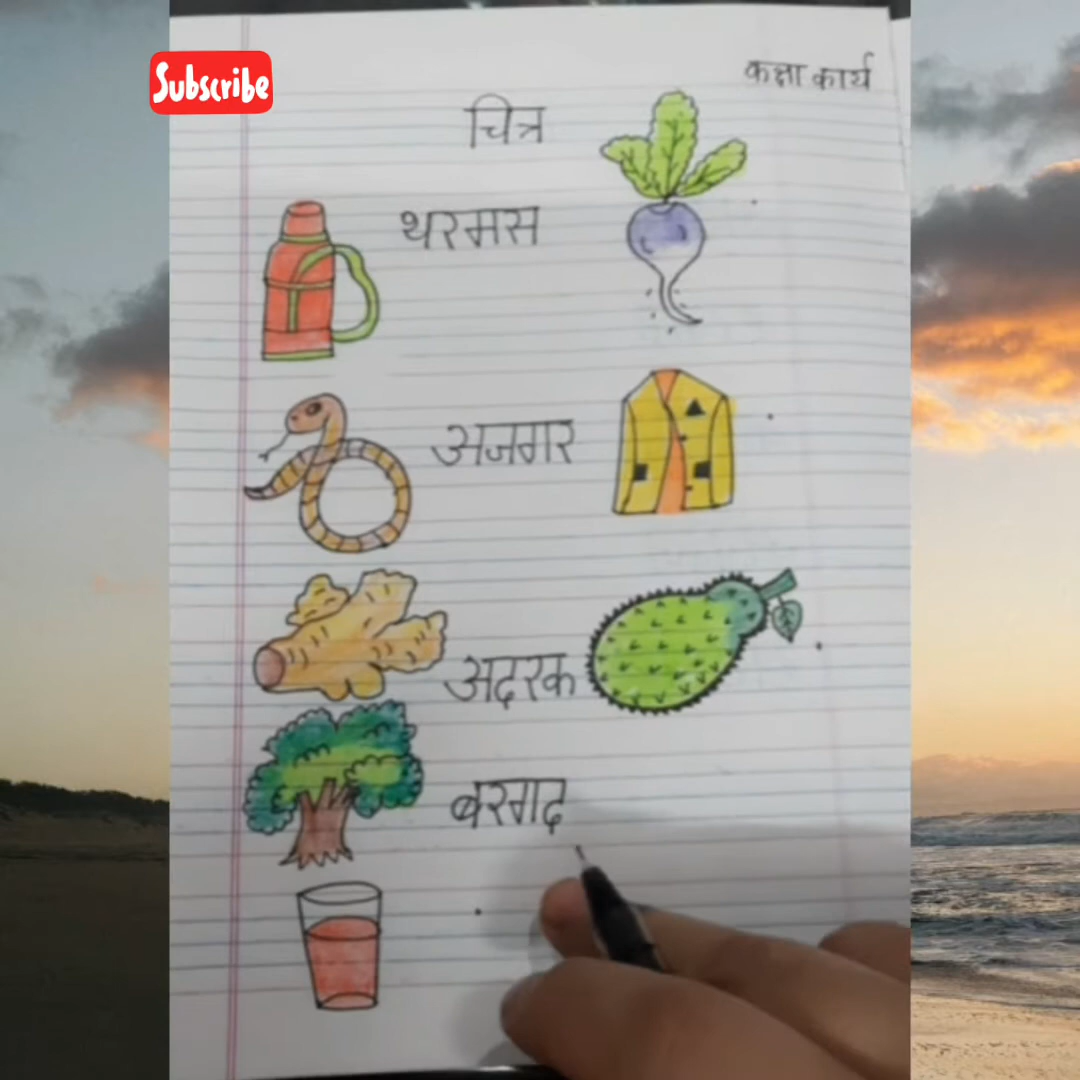 Subscribe
कक्षा कार्य
चित्र
थरमस
अजगर
अदरक
बरगद